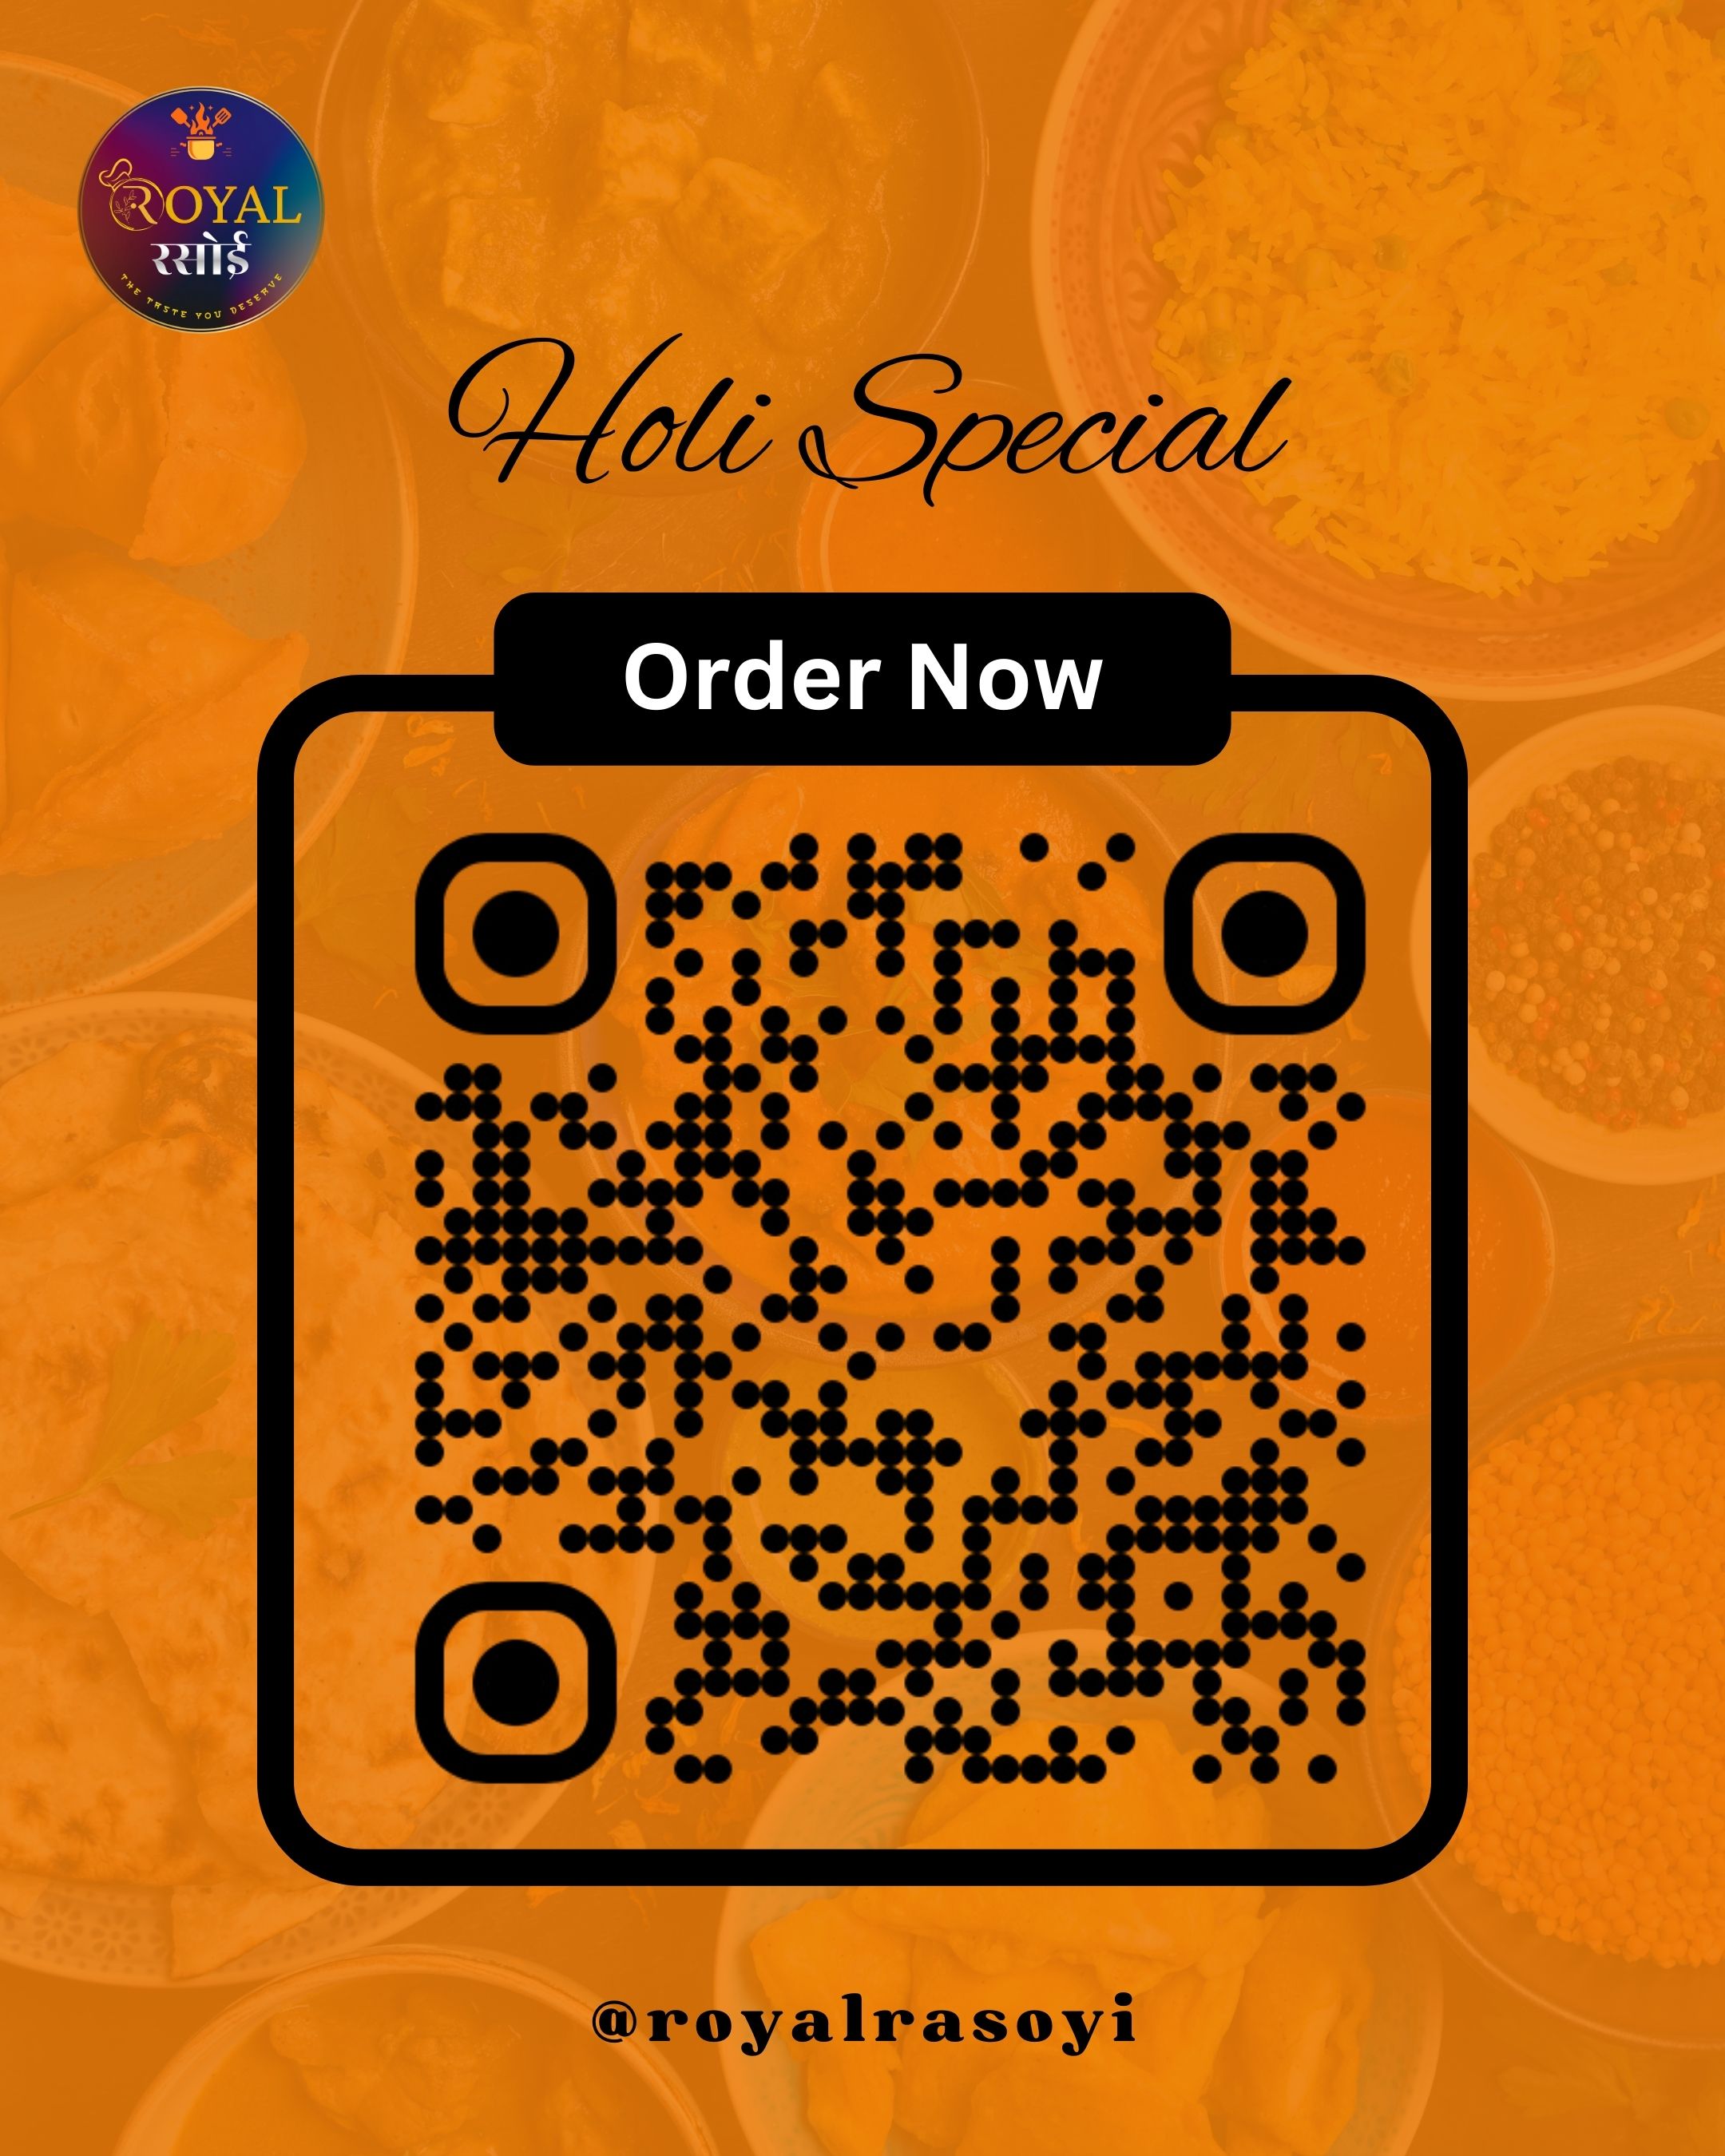 ROYAL
रसोई
THE TASTE YOU DESERVE
Holi Special
Order Now
@royalrasoyi